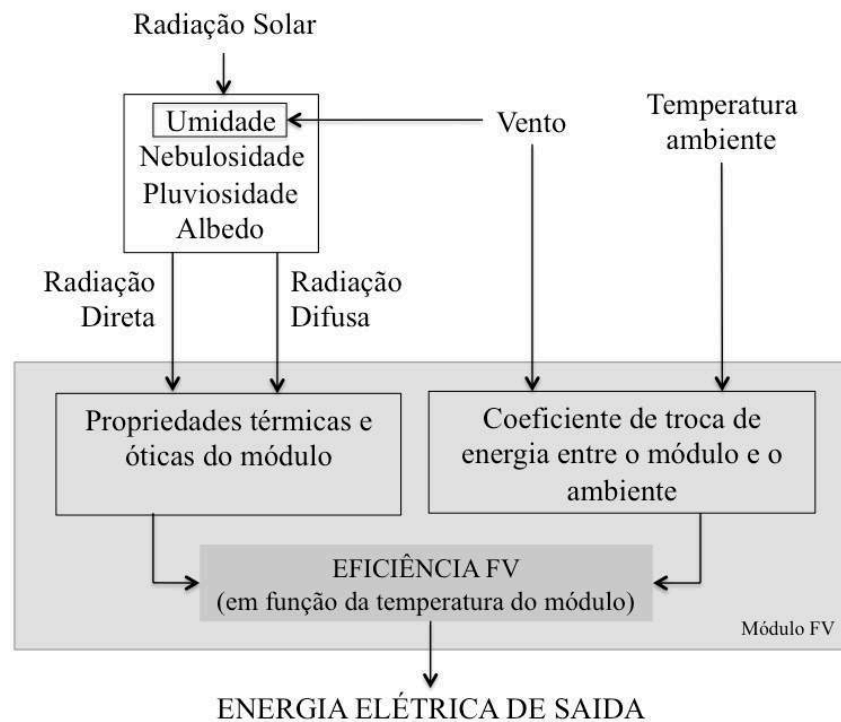 Radiação Solar
Umidade
Nebulosidade
Pluviosidade
Albedo
Vento
Temperatura
ambiente
Radiação
Direta
Radiação
Difusa
Propriedades térmicas e
óticas do módulo
Coeficiente de troca de
energia entre o módulo e o
ambiente
EFICIÊNCIA FV
(em função da temperatura do módulo)
Módulo FV
ENERGIA ELÉTRICA DE SAIDA